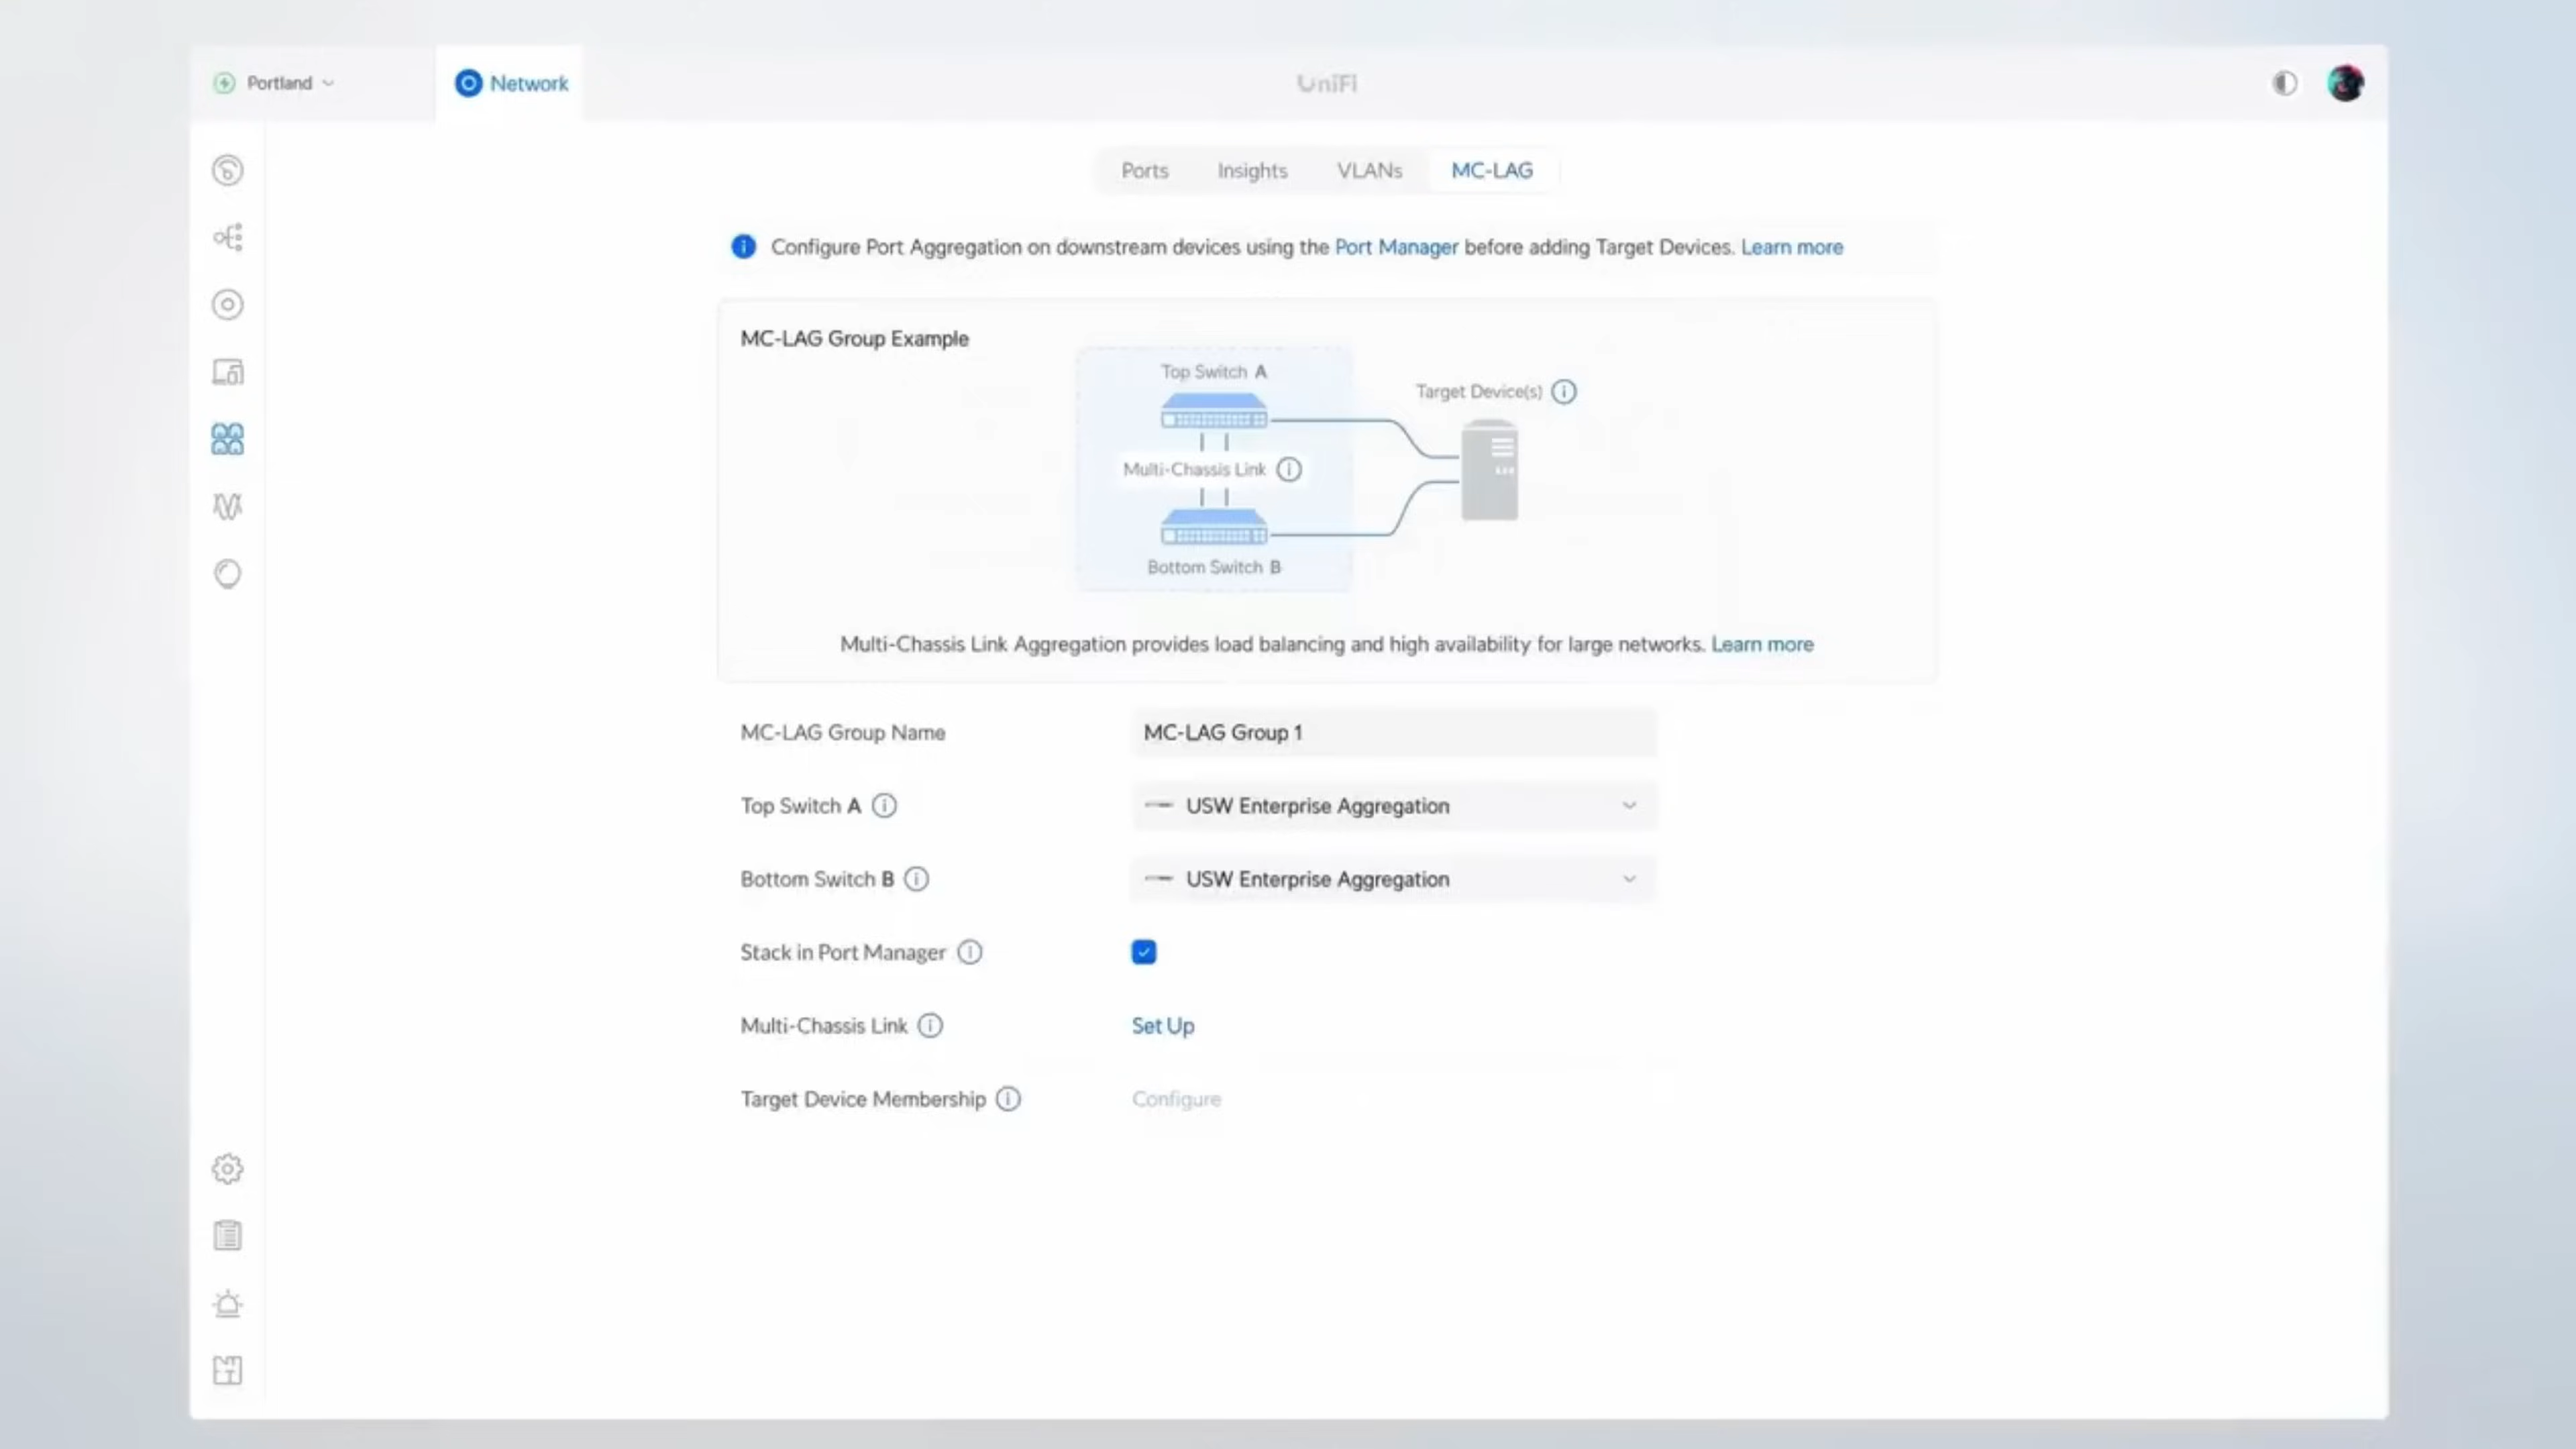 Portland
Network
UniFi
Ports Insights VLANs MC-LAG
Configure Port Aggregation on downstream devices using the Port Manager before adding Target Devices. Learn more
MC-LAG Group Example
Top Switch A
Target Device(s)
Multi-Chassis Link
Bottom Switch B
Multi-Chassis Link Aggregation provides load balancing and high availability for large networks. Learn more
MC-LAG Group Name MC-LAG Group 1
Top Switch A USW Enterprise Aggregation
Bottom Switch B USW Enterprise Aggregation
Stack in Port Manager
Multi-Chassis Link Set Up
Target Device Membership Configure